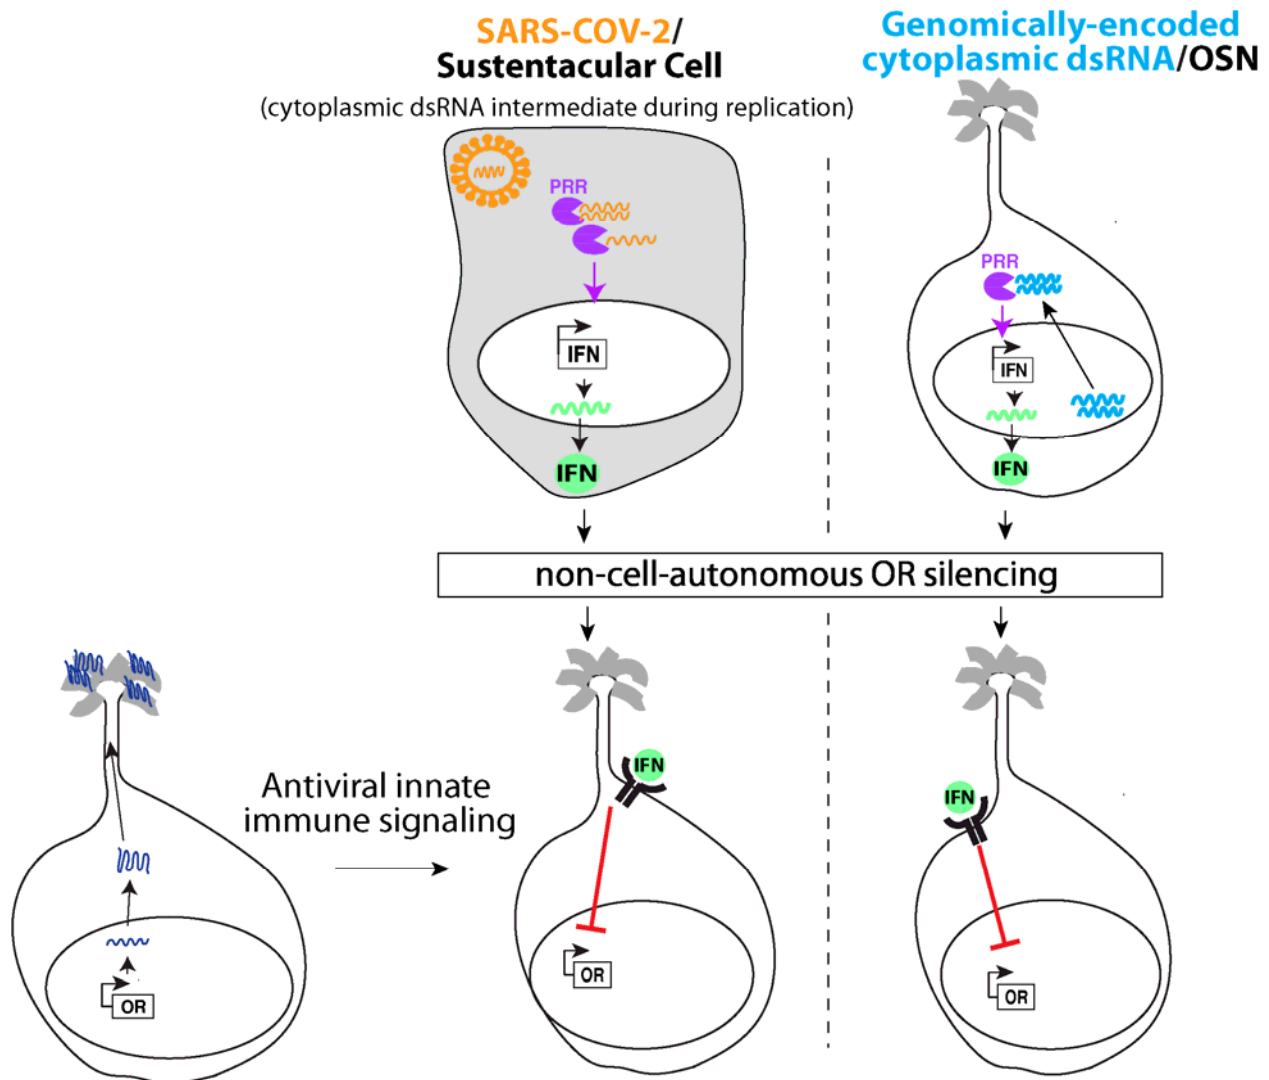 SARS-COV-2/
Sustentacular Cell
(cytoplasmic dsRNA intermediate during replication)
Genomically-encoded
cytoplasmic dsRNA/OSN
PRR
IFN
IFN
PRR
IFN
IFN
non-cell-autonomous OR silencing
Antiviral innate
immune signaling
OR
IFN
OR
IFN
OR